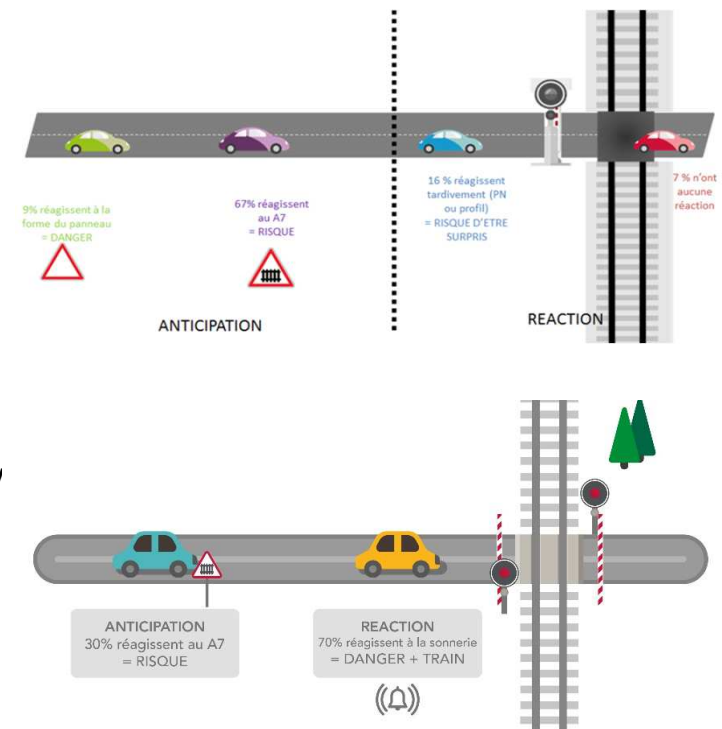 9% réagissent à la
forme du panneau
= DANGER
67% réagissent
au A7
= RISQUE
16 % réagissent
tardivement (PN
ou profil)
= RISQUE D'ETRE
SURPRIS
7 % n'ont
aucune
réaction
ANTICIPATION
REACTION
ANTICIPATION
30% réagissent au A7
= RISQUE
REACTION
70% réagissent à la sonnerie
= DANGER + TRAIN